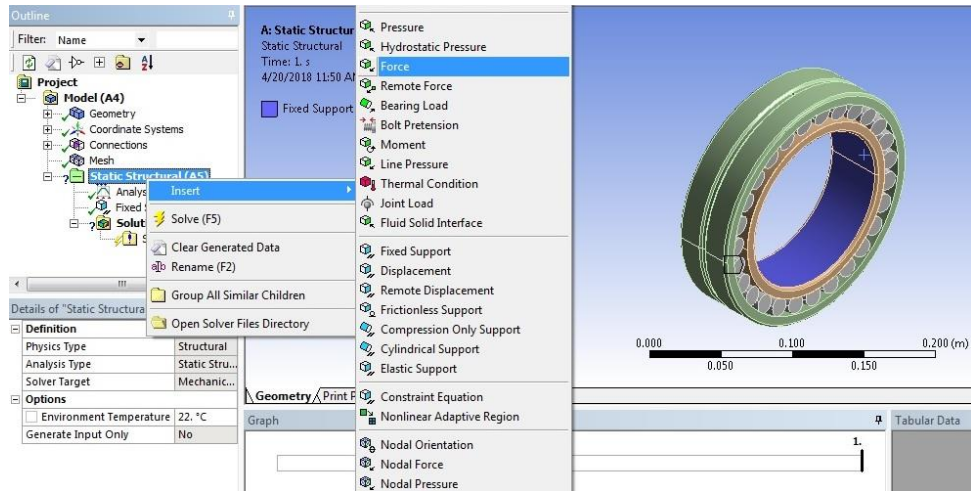 Outline
Filter: Name
Project
Model (A4)
Geometry
Coordinate Systems
Connections
Mesh
Static Structural (A5)
Analys
Fixed
Solut
S
Insert
Solve (F5)
Clear Generated Data
Rename (F2)
Group All Similar Children
Open Solver Files Directory
Details of "Static Structura
Definition
Physics Type Structural
Analysis Type Static Stru...
Solver Target Mechanic...
Options
Environment Temperature 22. °C
Generate Input Only No
A: Static Structur
Static Structural
Time: 1. s
4/20/2018 11:50 AM
Fixed Support
Pressure
Hydrostatic Pressure
Force
Remote Force
Bearing Load
Bolt Pretension
Moment
Line Pressure
Thermal Condition
Joint Load
Fluid Solid Interface
Fixed Support
Displacement
Remote Displacement
Frictionless Support
Compression Only Support
Cylindrical Support
Elastic Support
Constraint Equation
Nonlinear Adaptive Region
Nodal Orientation
Nodal Force
Nodal Pressure
0.000 0.100 0.200 (m)
0.050 0.150
Geometry Print P
Graph
1.
Tabular Data